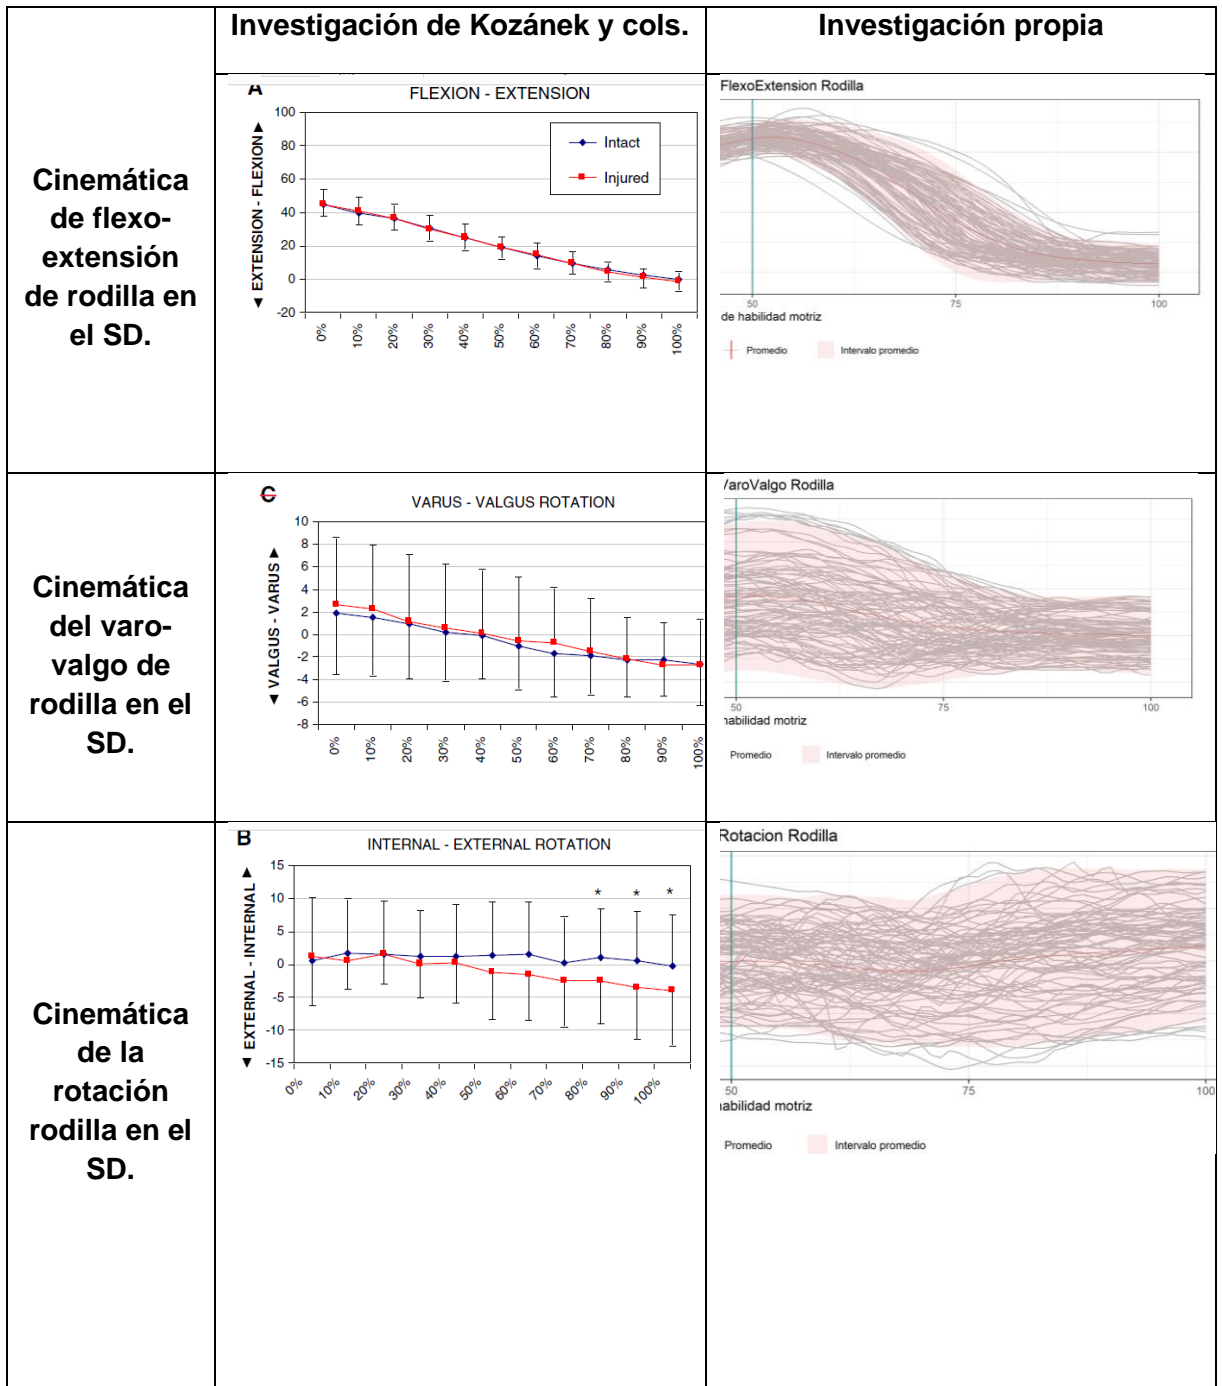 Investigación de Kozánek y cols.
Investigación propia
Cinemática
de flexo-
extensión
de rodilla en
el SD.
A
FLEXION - EXTENSION
◄ EXTENSION - FLEXION►
100
80
60
40
20
0
-20
Intact
Injured
0%
10%
20%
30%
40%
50%
60%
70%
80%
90%
100%
FlexoExtension Rodilla
50
75
100
de habilidad motriz
Promedio
Intervalo promedio
Cinemática
del varo-
valgo de
rodilla en el
SD.
C
VARUS - VALGUS ROTATION
◄ VALGUS - VARUS ►
10
8
6
4
2
0
-2
-4
-6
-8
0%
10%
20%
30%
40%
50%
60%
70%
80%
90%
100%
VaroValgo Rodilla
50
75
100
habilidad motriz
Promedio
Intervalo promedio
Cinemática
de la
rotación
rodilla en el
SD.
B
INTERNAL - EXTERNAL ROTATION
◄ EXTERNAL - INTERNAL ►
15
10
5
0
-5
-10
-15
* * *
0%
10%
20%
30%
40%
50%
60%
70%
80%
90%
100%
Rotacion Rodilla
50
75
100
abilidad motriz
Promedio
Intervalo promedio